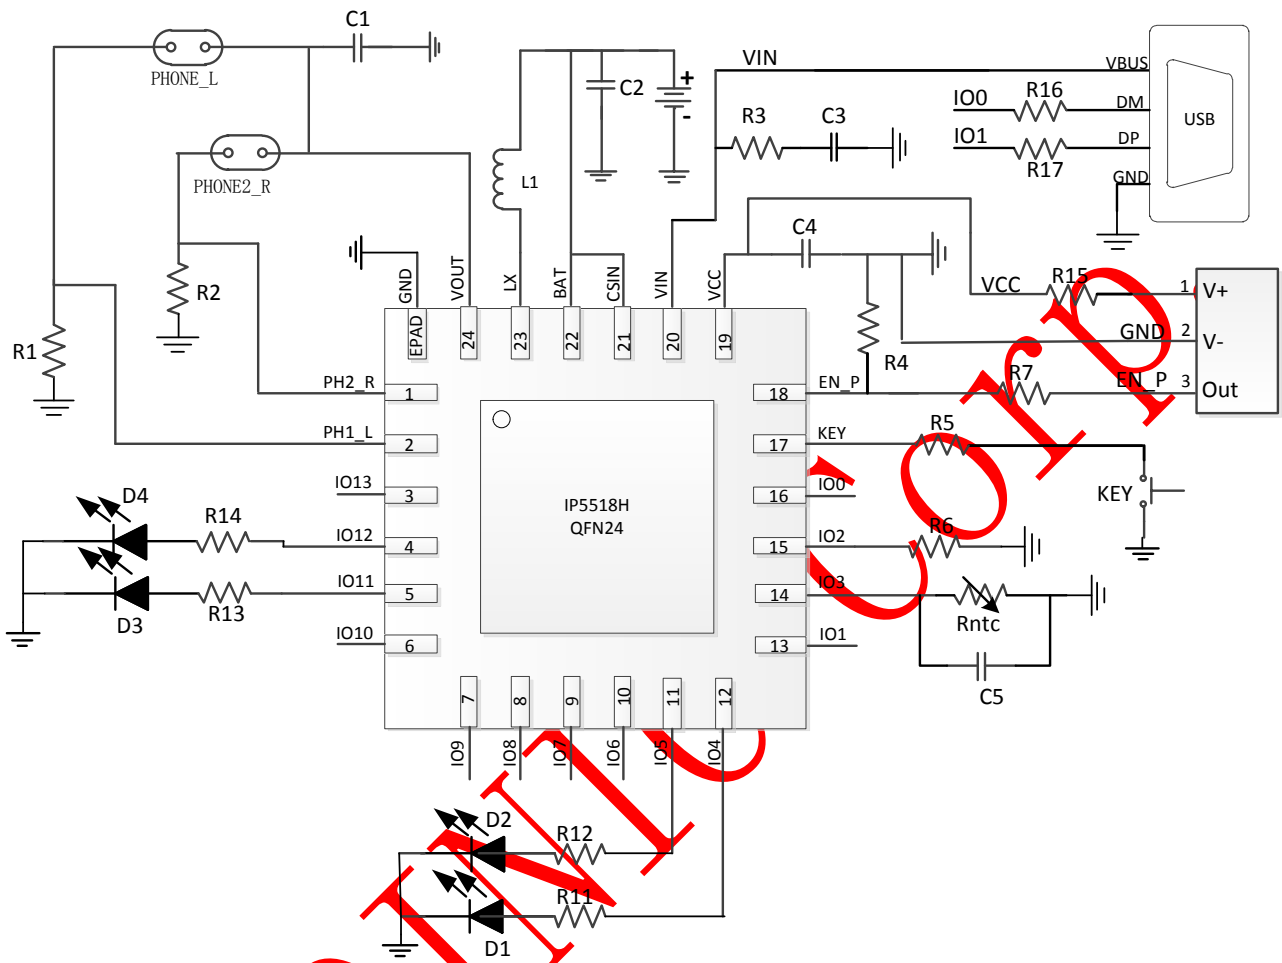 C1
PHONE_L
PHONE2_R
R1
R2
L1
C2
+
-
VIN
R3
C3
VBUS
IO0
R16
DM
IO1
R17
DP
GND
USB
C4
VCC
R15
1
V+
GND
2
V-
R4
R7
EN_P
3
Out
GND
VOUT
LX
BAT
CSIN
VIN
VCC
EPAD
24
23
22
21
20
19
PH2_R
1
18
EN_P
PH1_L
2
17
KEY
R5
IO13
3
16
IO0
KEY
IP5518H
QFN24
D4
R14
IO12
4
15
IO2
R6
D3
R13
IO11
5
14
IO3
Rntc
IO10
6
13
IO1
C5
7
8
9
10
11
12
IO9
IO8
IO7
IO6
IO5
IO4
D2
R12
R11
D1